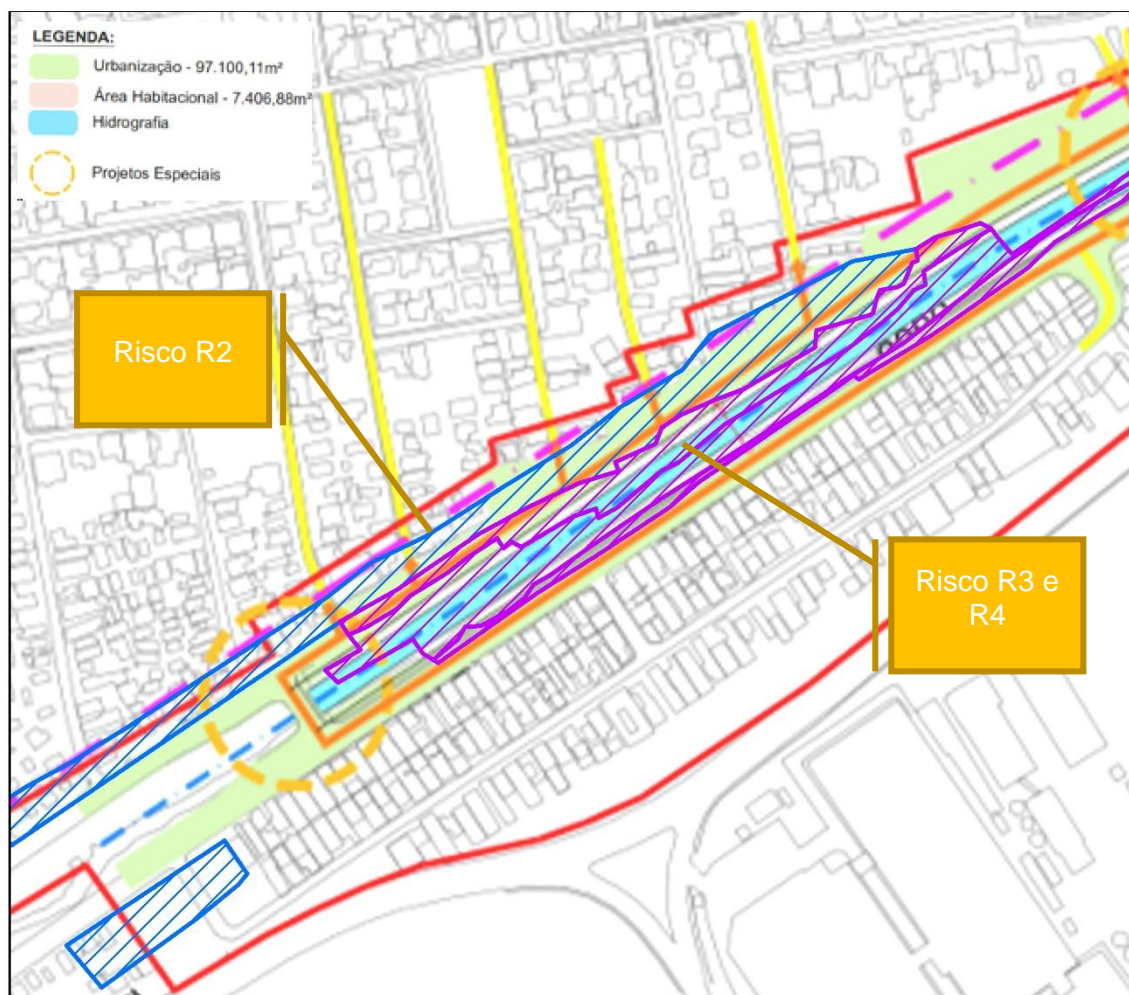 LEGENDA:
Urbanização - 97.100,11m²
Área Habitacional - 7.406,88m²
Hidrografia
Projetos Especiais
Risco R2
Risco R3 e
R4